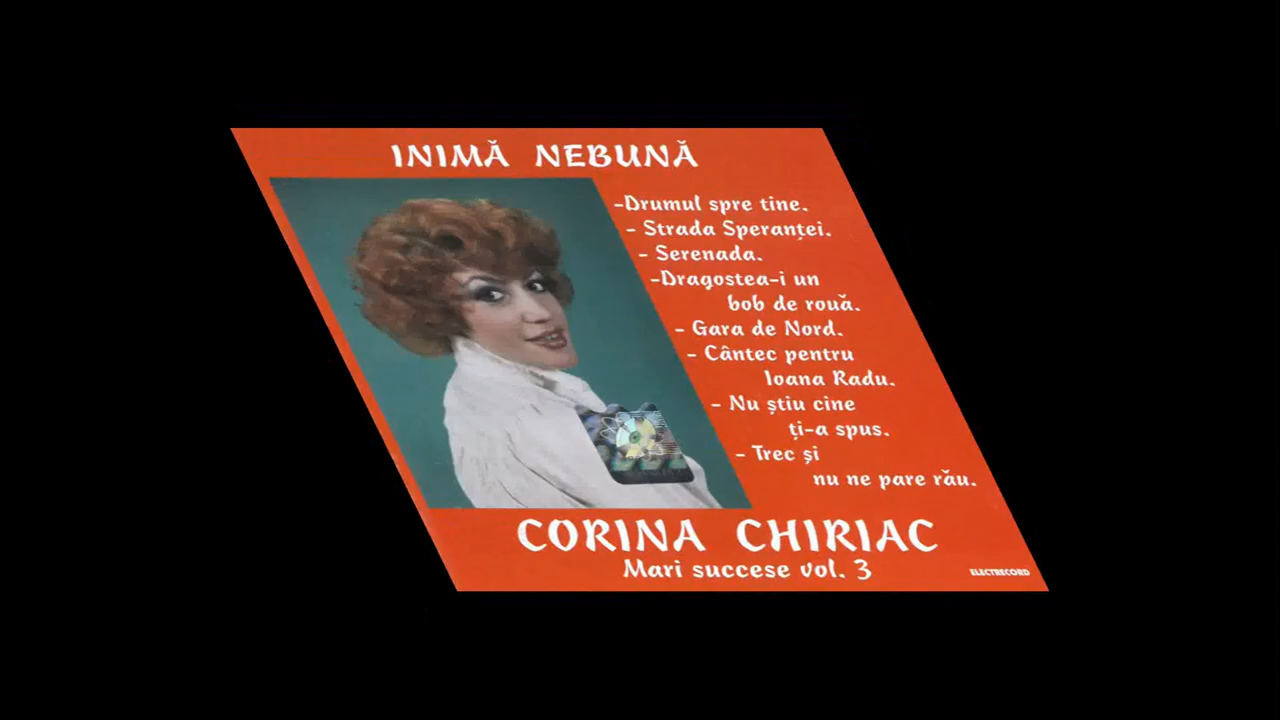 INIMĂ NEBUNĂ
-Drumul spre tine.
- Strada Speranței.
- Serenada.
-Dragostea-i un
bob de rouă.
- Gara de Nord.
- Cântec pentru
Ioana Radu.
- Nu știu cine
ți-a spus.
- Trec și
nu ne pare rău.
CORINA CHIRIAC
Mari succese vol. 3
ELECTRECORD